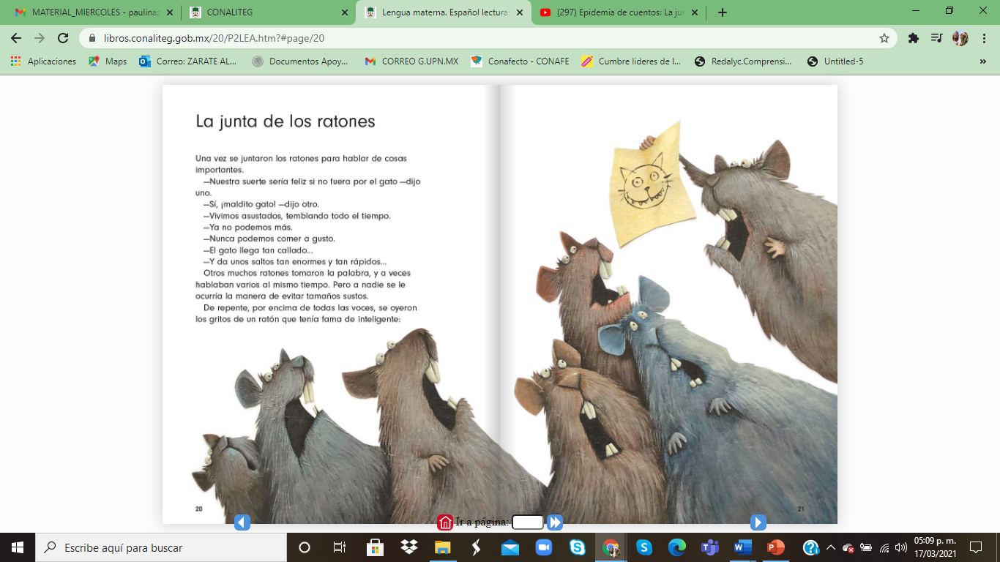 MATERIAL_MIERCOLES - paulina
CONALITEG
Lengua materna. Español lectura
(297) Epidemia de cuentos: La ju
libros.conaliteg.gob.mx/20/P2LEA.htm?#page/20
Aplicaciones
Maps
Correo: ZARATE AL...
Documentos Apoy...
CORREO G.UPN.MX
Conafecto - CONAFE
Cumbre lideres de l...
Redalyc.Comprensi...
Untitled-5
»
La junta de los ratones
Una vez se juntaron los ratones para hablar de cosas
importantes.
—Nuestra suerte sería feliz si no fuera por el gato —dijo
uno.
—Sí, ¡maldito gato! —dijo otro.
—Vivimos asustados, temblando todo el tiempo.
—Ya no podemos más.
—Nunca podemos comer a gusto.
—El gato llega tan callado...
—Y da unos saltos tan enormes y tan rápidos...
Otros muchos ratones tomaron la palabra, y a veces
hablaban varios al mismo tiempo. Pero a nadie se le
ocurría la manera de evitar tamaños sustos.
De repente, por encima de todas las voces, se oyeron
los gritos de un ratón que tenía fama de inteligente:
20
21
Ir a página:
Escribe aquí para buscar
05:09 p. m.
17/03/2021